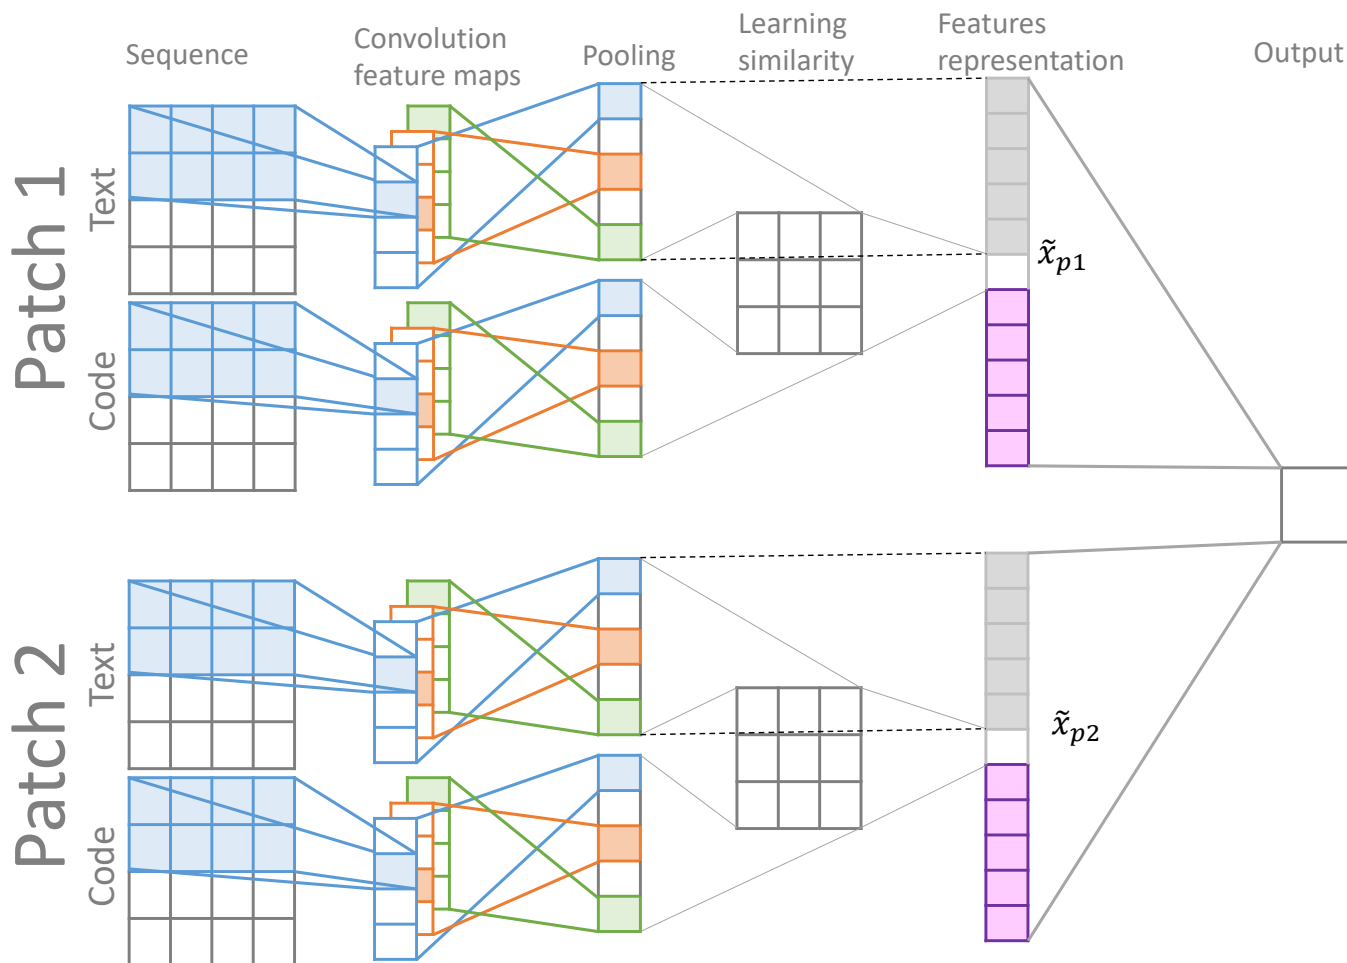 Sequence
Convolution
feature maps
Pooling
Learning
similarity
Features
representation
Output
Patch 1
Text
Code
x̃p1
Patch 2
Text
Code
x̃p2